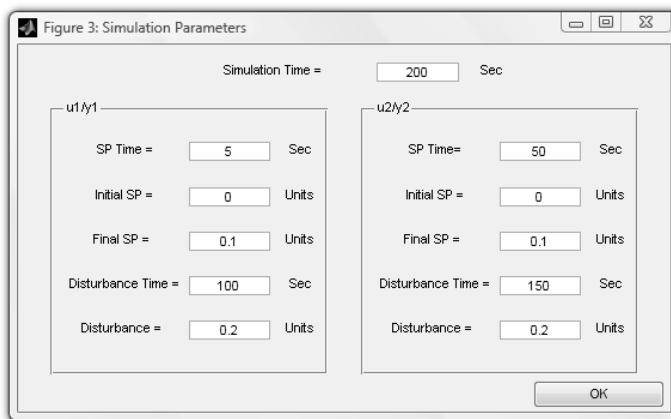 Figure 3: Simulation Parameters
Simulation Time = 200 Sec
u1/y1
SP Time = 5 Sec
Initial SP = 0 Units
Final SP = 0.1 Units
Disturbance Time = 100 Sec
Disturbance = 0.2 Units
u2/y2
SP Time= 50 Sec
Initial SP = 0 Units
Final SP = 0.1 Units
Disturbance Time = 150 Sec
Disturbance = 0.2 Units
OK